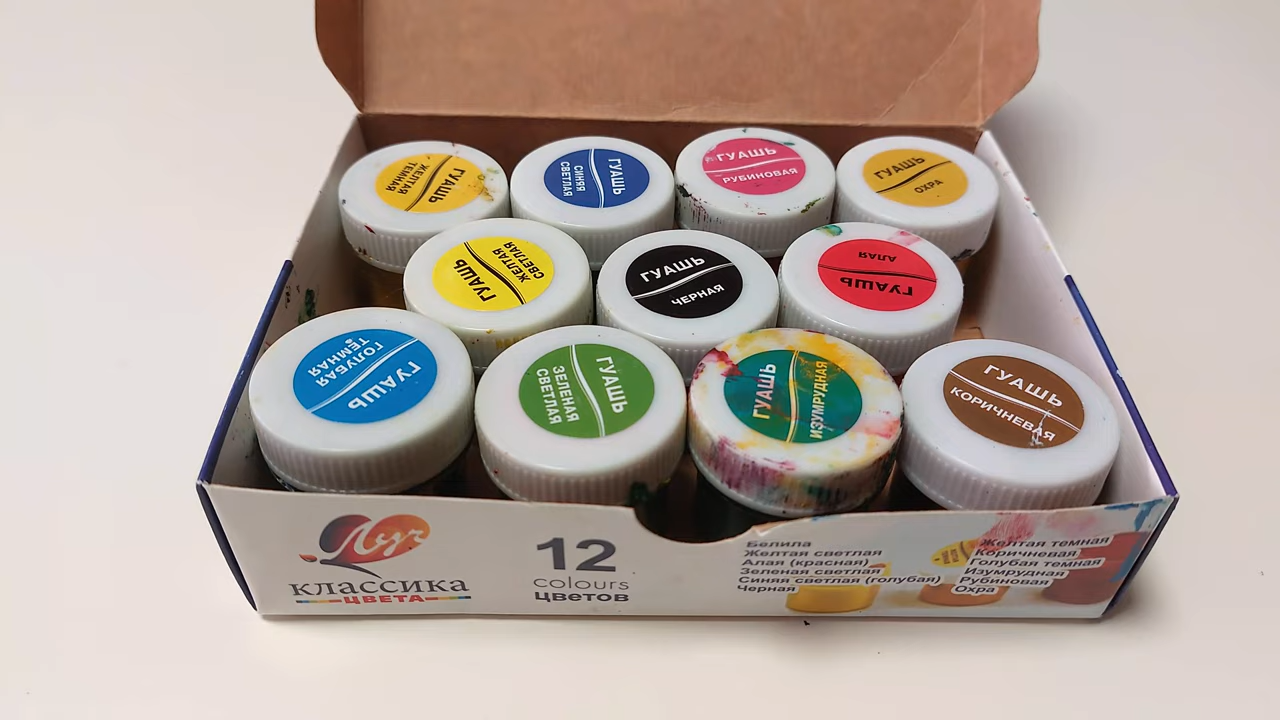 ГУАШЬ
ЖЕЛТАЯ
ТЕМНАЯ
ГУАШЬ
СИНЯЯ
СВЕТЛАЯ
ГУАШЬ
РУБИНОВАЯ
ГУАШЬ
ОХРА
ГУАШЬ
ЖЕЛТАЯ
СВЕТЛАЯ
ГУАШЬ
ЧЕРНАЯ
ГУАШЬ
АЛАЯ
ГУАШЬ
ГОЛУБАЯ
ТЕМНАЯ
ГУАШЬ
ЗЕЛЕНАЯ
СВЕТЛАЯ
ГУАШЬ
ИЗУМРУДНАЯ
ГУАШЬ
КОРИЧНЕВАЯ
Луч
классика
ЦВЕТА
12
colours
цветов
Белила
Желтая светлая
Алая (красная)
Зеленая светлая
Синяя светлая (голубая)
Черная
Желтая темная
Коричневая
Голубая темная
Изумрудная
Рубиновая
Охра